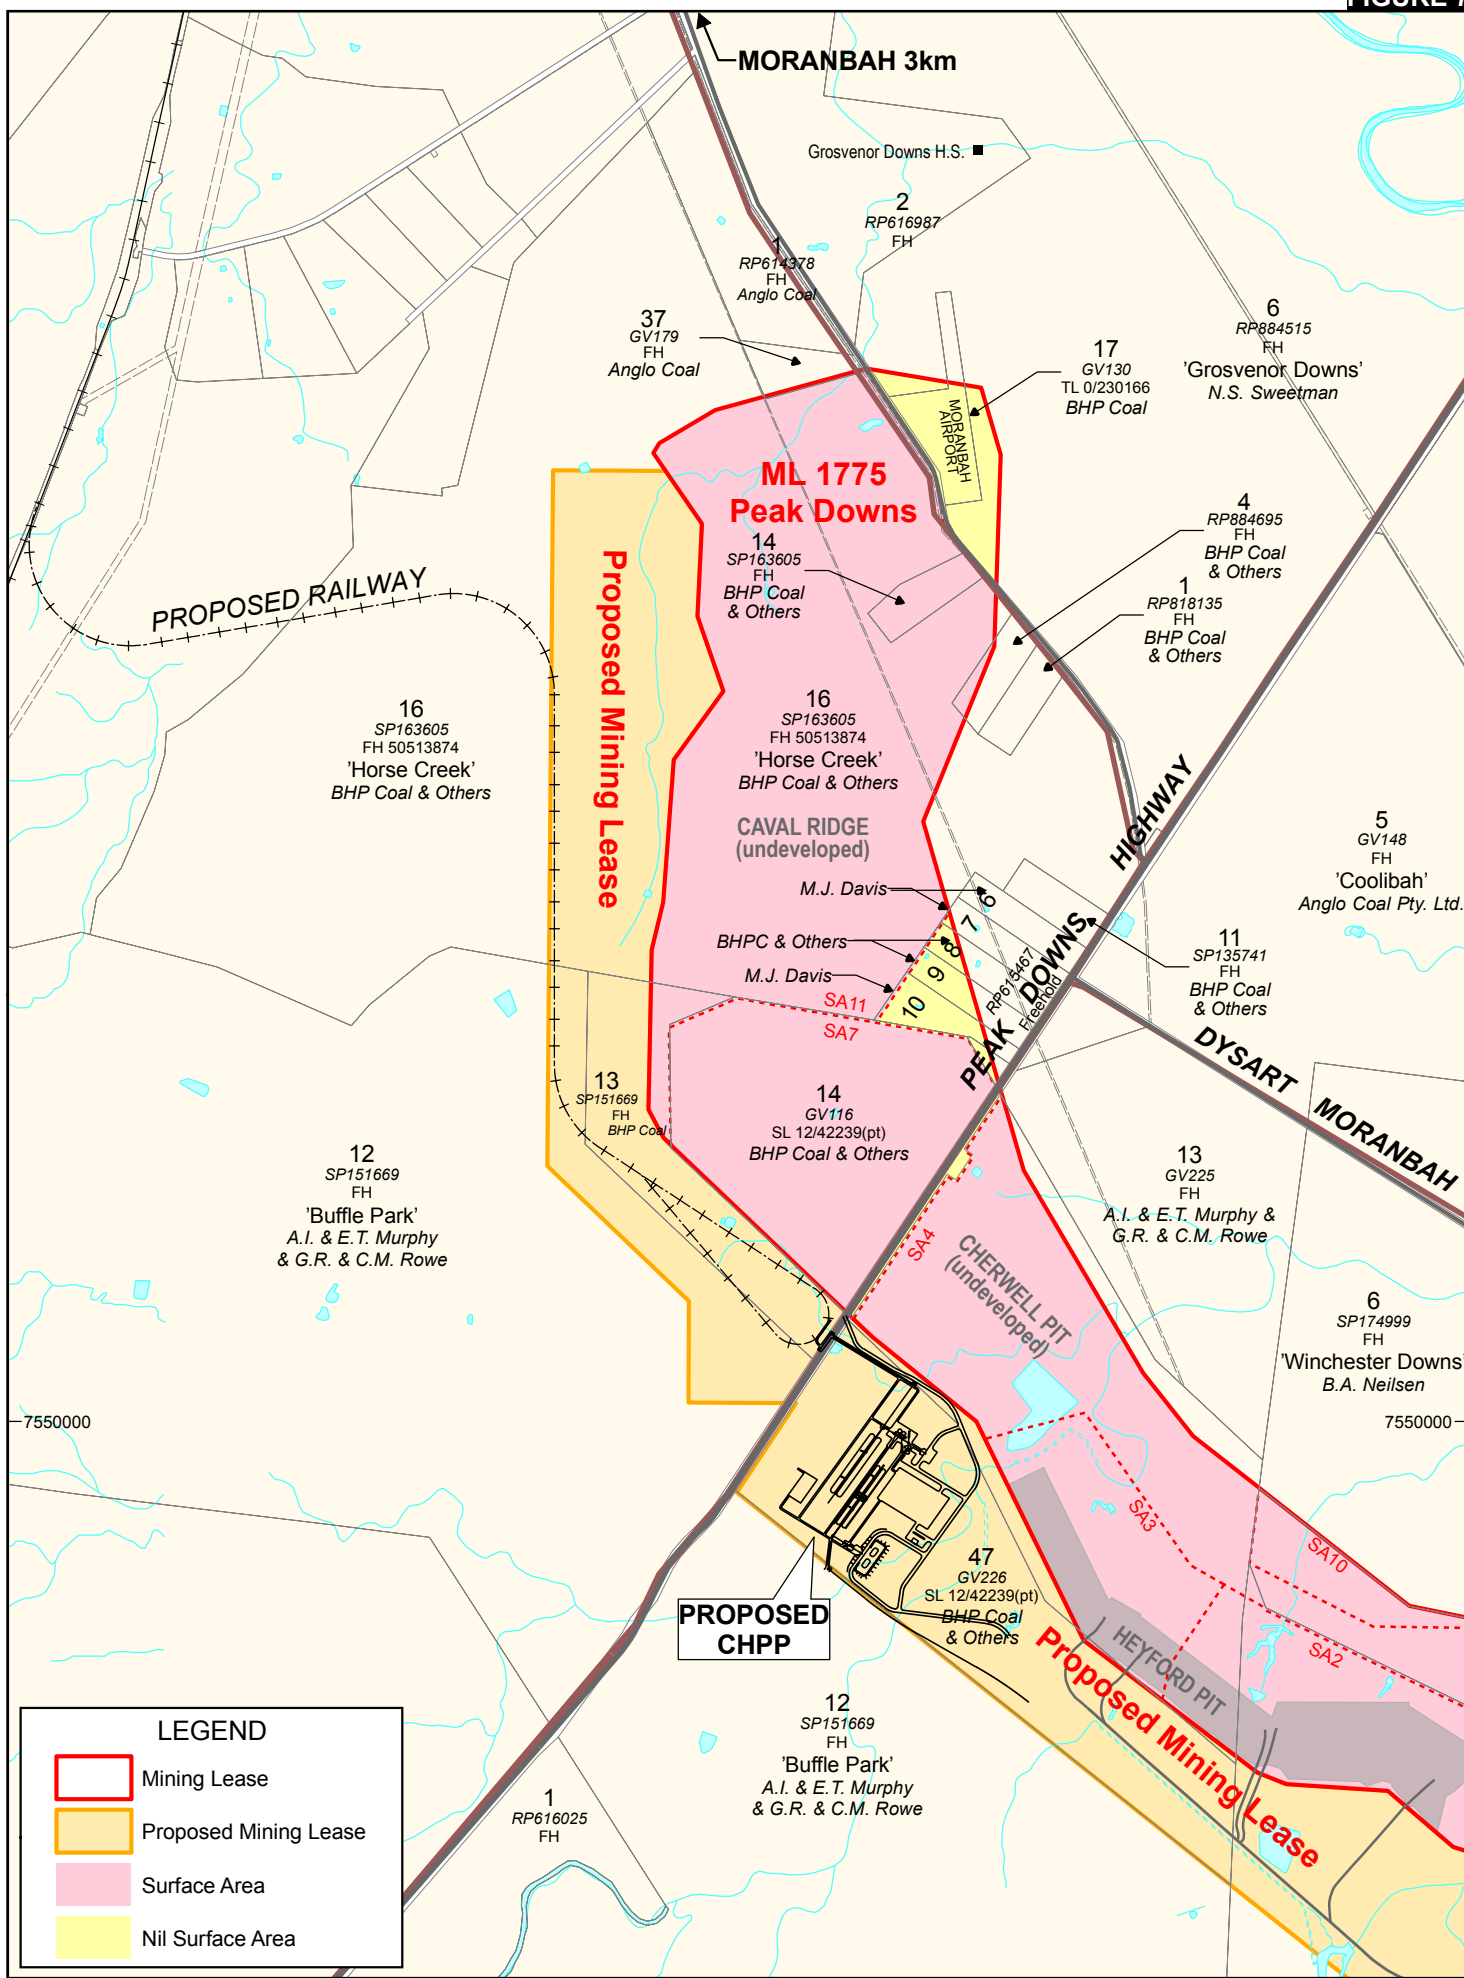 MORANBAH 3km
Grosvenor Downs H.S.
2
RP616987
FH
1
RP614378
FH
Anglo Coal
37
GV179
FH
Anglo Coal
6
RP884515
FH
'Grosvenor Downs'
N.S. Sweetman
17
GV130
TL 0/230166
BHP Coal
MORANBAH
AIRPORT
ML 1775
Peak Downs
4
RP884695
FH
BHP Coal
& Others
14
SP163605
FH
BHP Coal
& Others
1
RP818135
FH
BHP Coal
& Others
PROPOSED RAILWAY
Proposed Mining Lease
16
SP163605
FH 50513874
'Horse Creek'
BHP Coal & Others
16
SP163605
FH 50513874
'Horse Creek'
BHP Coal & Others
CAVAL RIDGE
(undeveloped)
PEAK DOWNS HIGHWAY
5
GV148
FH
'Coolibah'
Anglo Coal Pty. Ltd.
M.J. Davis
BHPC & Others
M.J. Davis
6
7
8
9
10
RP615467
Freehold
11
SP135741
FH
BHP Coal
& Others
SA11
SA7
DYSART MORANBAH
13
SP151669
FH
BHP Coal
14
GV116
SL 12/42239(pt)
BHP Coal & Others
12
SP151669
FH
'Buffle Park'
A.I. & E.T. Murphy
& G.R. & C.M. Rowe
13
GV225
FH
A.I. & E.T. Murphy &
G.R. & C.M. Rowe
SA4
CHERWELL PIT
(undeveloped)
6
SP174999
FH
'Winchester Downs'
B.A. Neilsen
7550000
7550000
SA3
SA10
SA2
47
GV226
SL 12/42239(pt)
BHP Coal
& Others
PROPOSED
CHPP
HEYFORD PIT
Proposed Mining Lease
12
SP151669
FH
'Buffle Park'
A.I. & E.T. Murphy
& G.R. & C.M. Rowe
1
RP616025
FH
LEGEND
Mining Lease
Proposed Mining Lease
Surface Area
Nil Surface Area